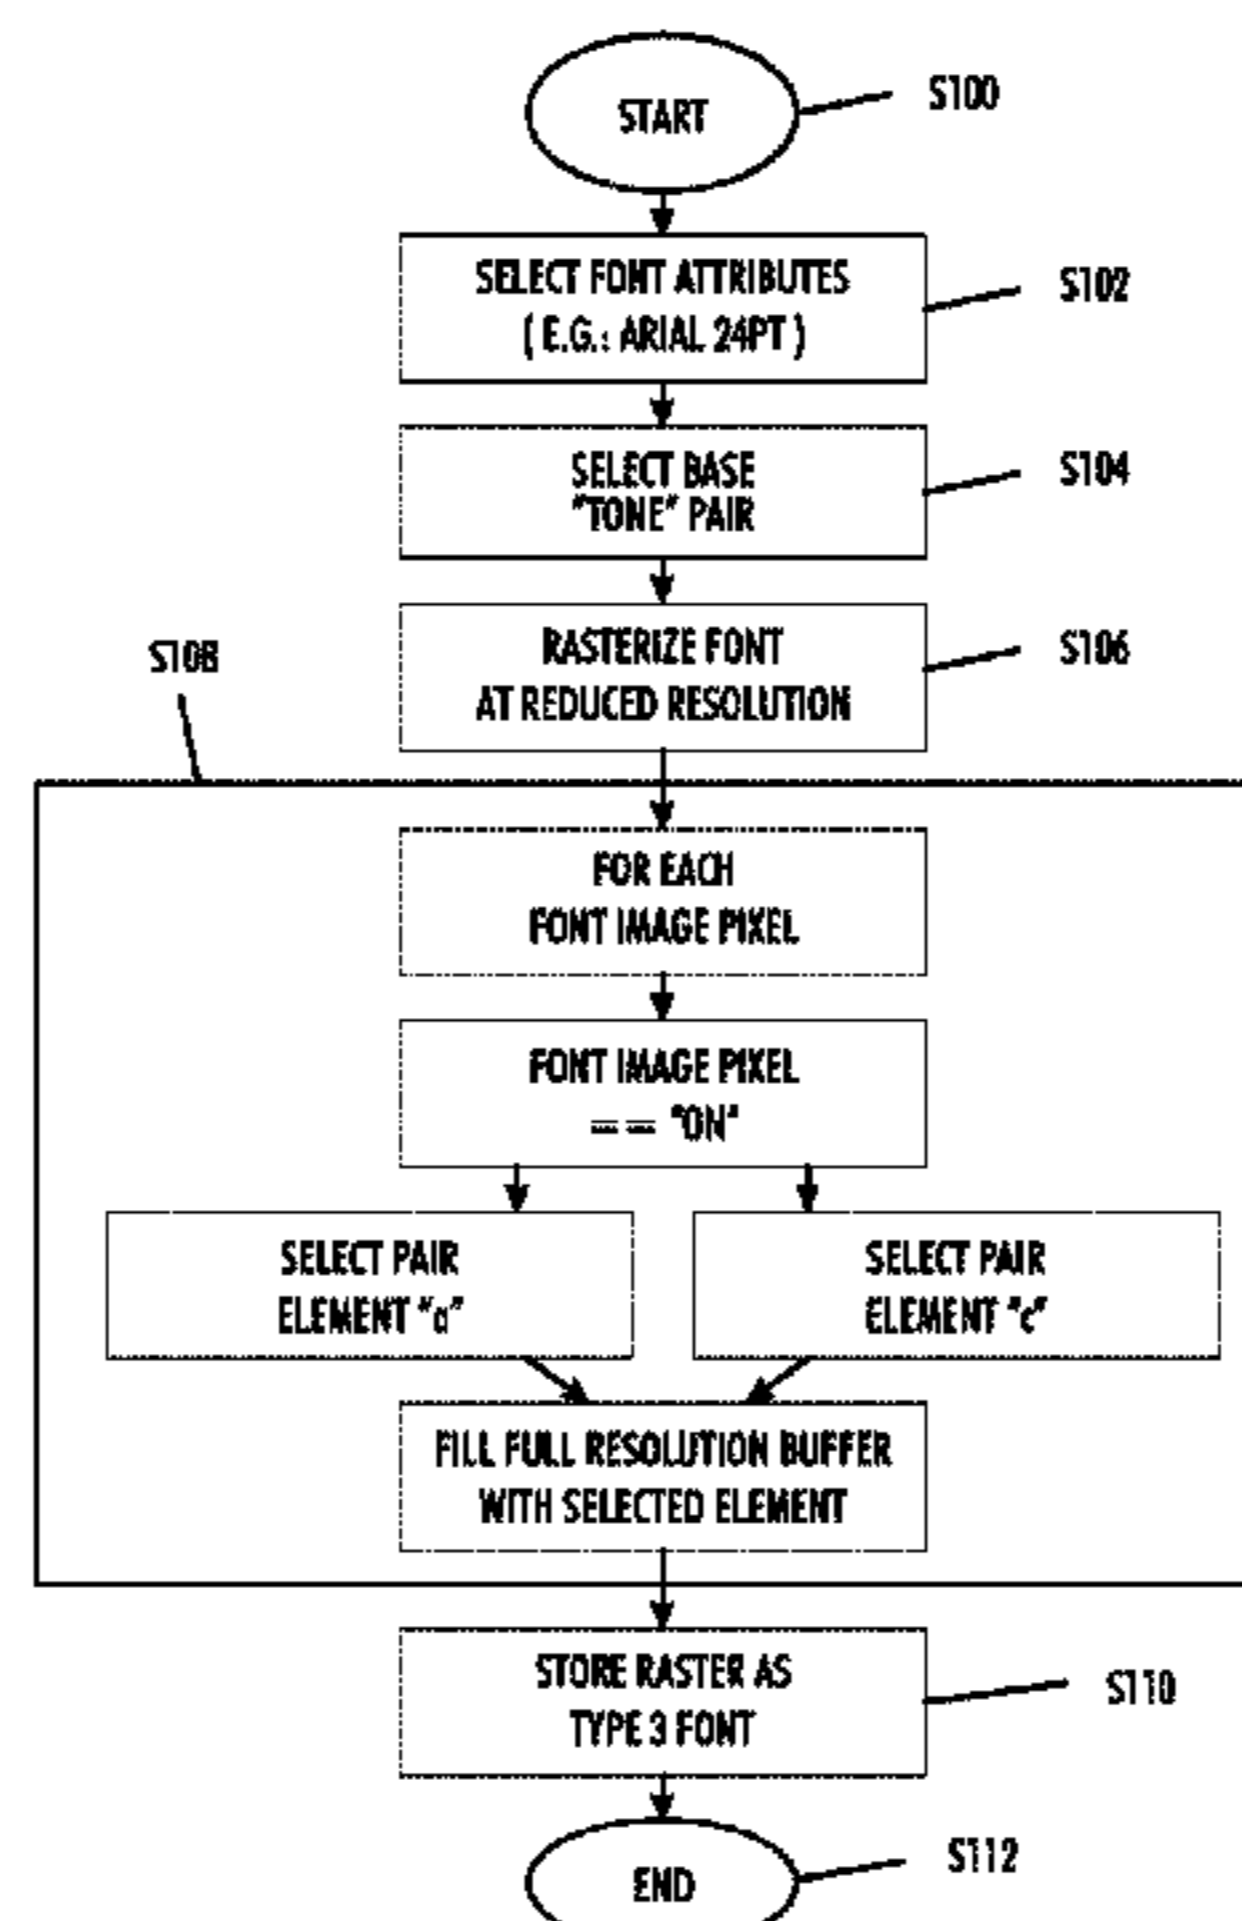 START
S100
SELECT FONT ATTRIBUTES
( E.G.: ARIAL 24PT )
S102
SELECT BASE
"TONE" PAIR
S104
RASTERIZE FONT
AT REDUCED RESOLUTION
S106
S108
FOR EACH
FONT IMAGE PIXEL
FONT IMAGE PIXEL
== "ON"
SELECT PAIR
ELEMENT "a"
SELECT PAIR
ELEMENT "c"
FILL FULL RESOLUTION BUFFER
WITH SELECTED ELEMENT
STORE RASTER AS
TYPE 3 FONT
S110
END
S112